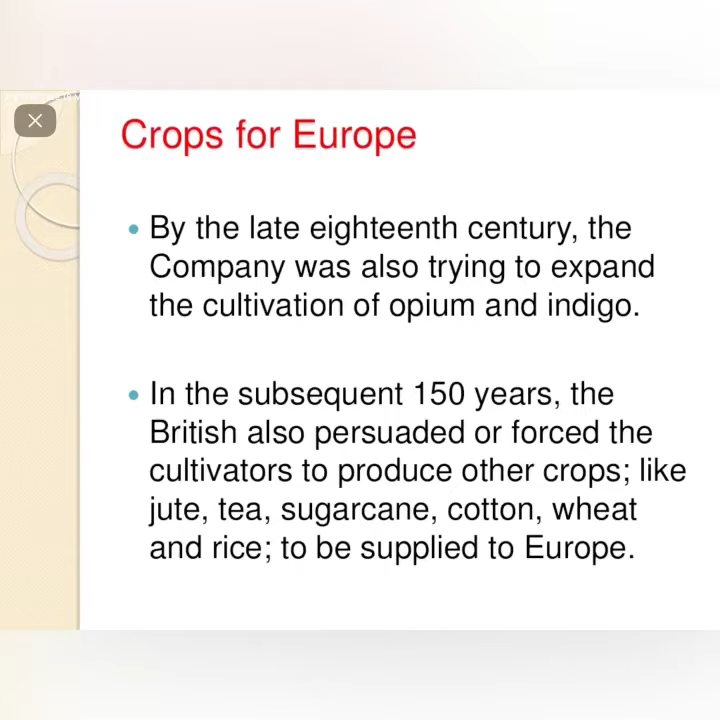 Crops for Europe
By the late eighteenth century, the
Company was also trying to expand
the cultivation of opium and indigo.
In the subsequent 150 years, the
British also persuaded or forced the
cultivators to produce other crops; like
jute, tea, sugarcane, cotton, wheat
and rice; to be supplied to Europe.